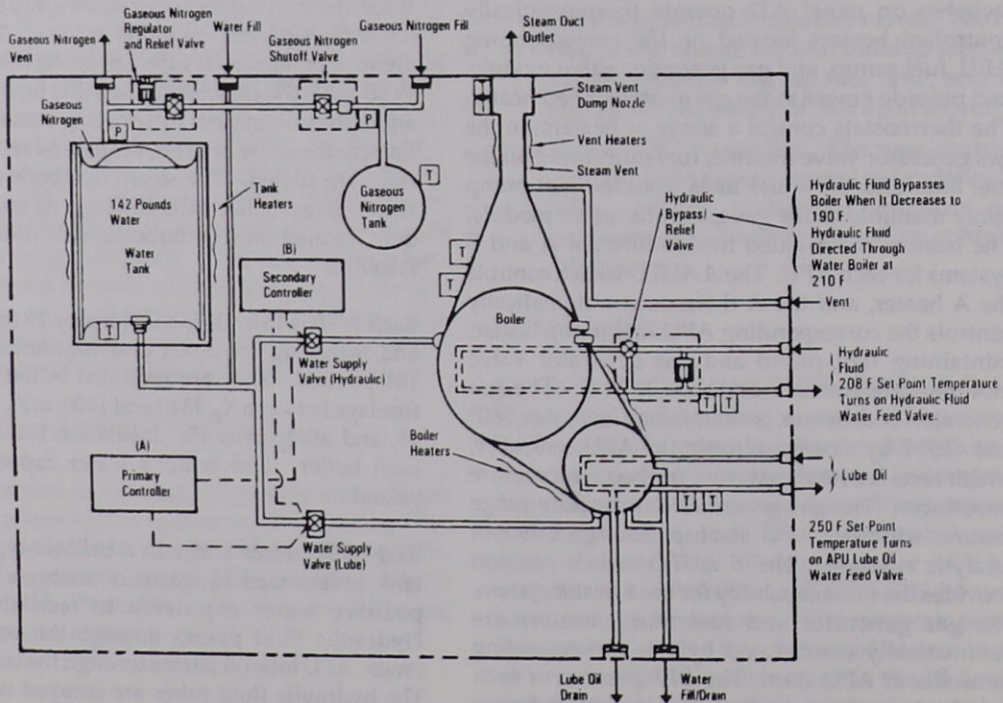 Gaseous Nitrogen
Vent
Gaseous Nitrogen
Regulator
and Relief Valve
Water Fill
Gaseous Nitrogen
Shutoff Valve
Gaseous Nitrogen Fill
Steam Duct
Outlet
Gaseous
Nitrogen
P
P
Steam Vent
Dump Nozzle
Vent Heaters
Steam Vent
142 Pounds
Water
Water
Tank
Tank
Heaters
T
Gaseous
Nitrogen
Tank
T
Hydraulic
Bypass/
Relief
Valve
Hydraulic Fluid Bypasses
Boiler When It Decreases to
190 F.
Hydraulic Fluid
Directed Through
Water Boiler at
210 F
(B)
Secondary
Controller
T
T
Vent
Boiler
Water Supply
Valve (Hydraulic)
Hydraulic
Fluid
208 F Set Point Temperature
Turns on Hydraulic Fluid
Water Feed Valve.
T T
(A)
Primary
Controller
Boiler
Heaters
Lube Oil
T T
Water Supply
Valve (Lube)
250 F Set-Point
Temperature Turns
on APU Lube Oil
Water Feed Valve.
Lube Oil
Drain
Water
Fill/Drain